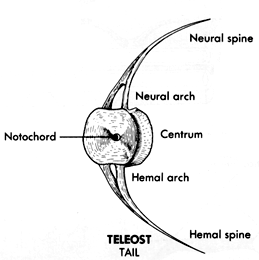 Neural spine
Neural arch
Notochord
Centrum
Hemal arch
Hemal spine
TELEOST
TAIL